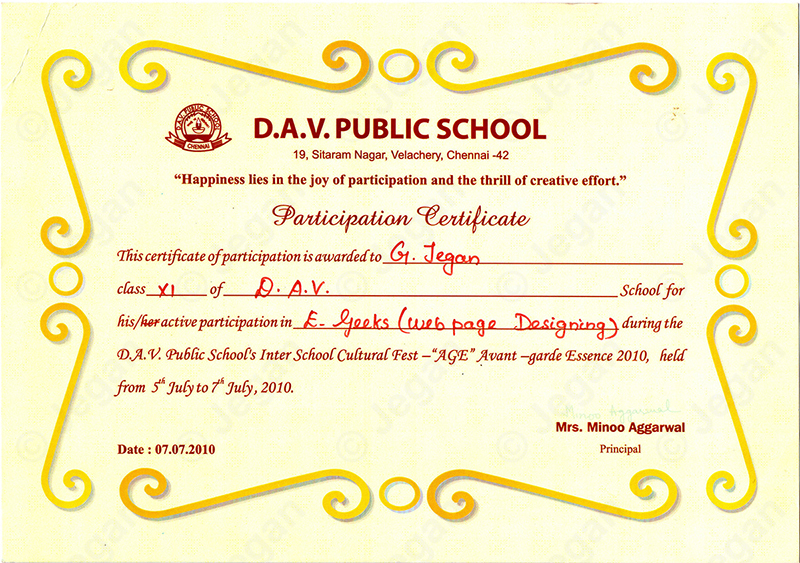 D.A.V. PUBLIC SCHOOL
CHENNAI
D.A.V. PUBLIC SCHOOL
19, Sitaram Nagar, Velachery, Chennai -42
“Happiness lies in the joy of participation and the thrill of creative effort.”
Participation Certificate
This certificate of participation is awarded to G. Jegan
class XI of D.A.V. School for
his/her active participation in E-Geeks (Web page Designing) during the
D.A.V. Public School's Inter School Cultural Fest –“AGE” Avant –garde Essence 2010, held
from 5th July to 7th July, 2010.
Minoo Aggarwal
Mrs. Minoo Aggarwal
Date : 07.07.2010
Principal
© Jegan